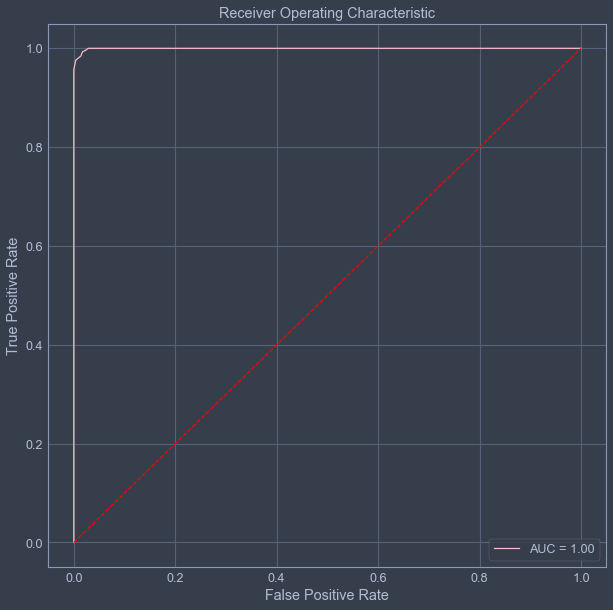 Receiver Operating Characteristic
True Positive Rate
1.0
0.8
0.6
0.4
0.2
0.0
AUC = 1.00
0.0 0.2 0.4 0.6 0.8 1.0
False Positive Rate